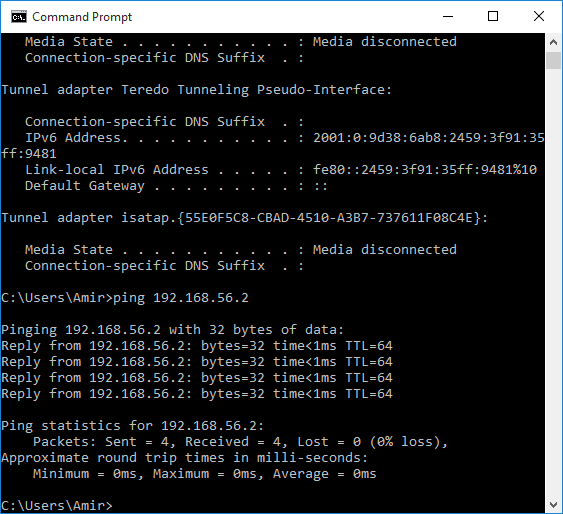 Command Prompt
   Media State . . . . . . . . . . . : Media disconnected
   Connection-specific DNS Suffix  . :

Tunnel adapter Teredo Tunneling Pseudo-Interface:

   Connection-specific DNS Suffix  . :
   IPv6 Address. . . . . . . . . . . : 2001:0:9d38:6ab8:2459:3f91:35
ff:9481
   Link-local IPv6 Address . . . . . : fe80::2459:3f91:35ff:9481%10
   Default Gateway . . . . . . . . . : ::

Tunnel adapter isatap.{55E0F5C8-CBAD-4510-A3B7-737611F08C4E}:

   Media State . . . . . . . . . . . : Media disconnected
   Connection-specific DNS Suffix  . :

C:\Users\Amir>ping 192.168.56.2

Pinging 192.168.56.2 with 32 bytes of data:
Reply from 192.168.56.2: bytes=32 time<1ms TTL=64
Reply from 192.168.56.2: bytes=32 time<1ms TTL=64
Reply from 192.168.56.2: bytes=32 time<1ms TTL=64
Reply from 192.168.56.2: bytes=32 time<1ms TTL=64

Ping statistics for 192.168.56.2:
    Packets: Sent = 4, Received = 4, Lost = 0 (0% loss),
Approximate round trip times in milli-seconds:
    Minimum = 0ms, Maximum = 0ms, Average = 0ms

C:\Users\Amir>